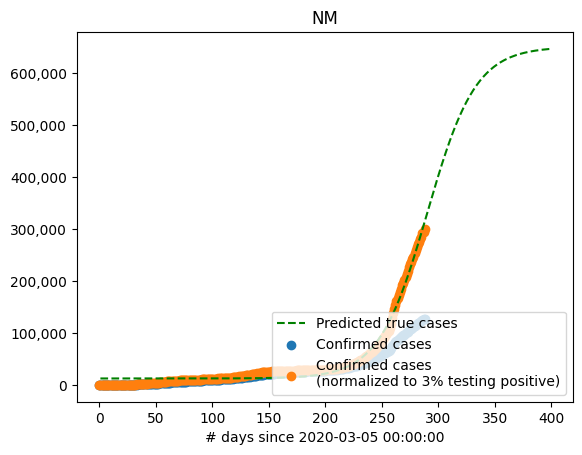 NM
600,000
500,000
400,000
300,000
200,000
100,000
0
Predicted true cases
Confirmed cases
Confirmed cases
(normalized to 3% testing positive)
0 50 100 150 200 250 300 350 400
# days since 2020-03-05 00:00:00